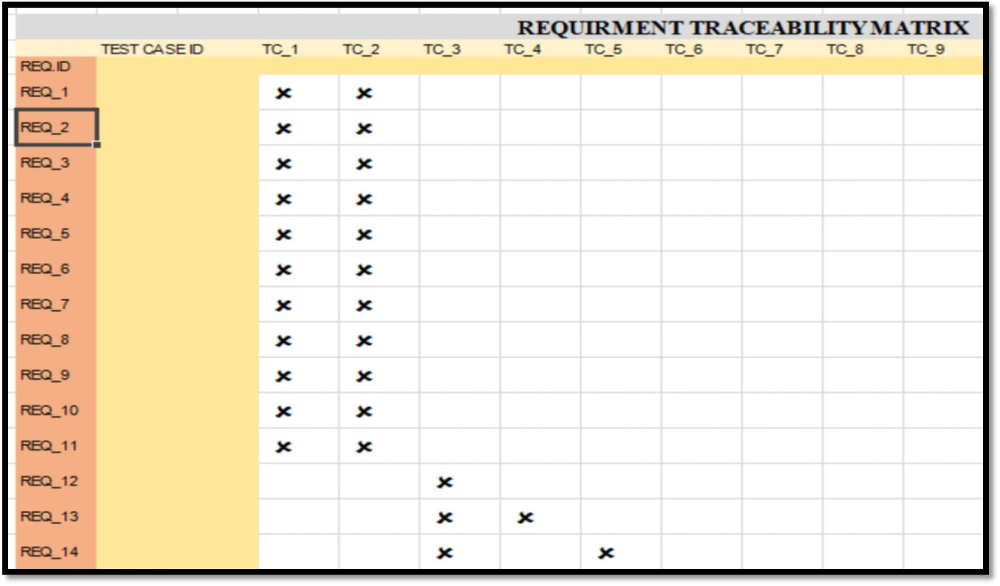 REQUIRMENT TRACEABILITY MATRIX
TEST CASE ID TC_1 TC_2 TC_3 TC_4 TC_5 TC_6 TC_7 TC_8 TC_9
REQ.ID
REQ_1 × ×
REQ_2 × ×
REQ_3 × ×
REQ_4 × ×
REQ_5 × ×
REQ_6 × ×
REQ_7 × ×
REQ_8 × ×
REQ_9 × ×
REQ_10 × ×
REQ_11 × ×
REQ_12 ×
REQ_13 × ×
REQ_14 × ×